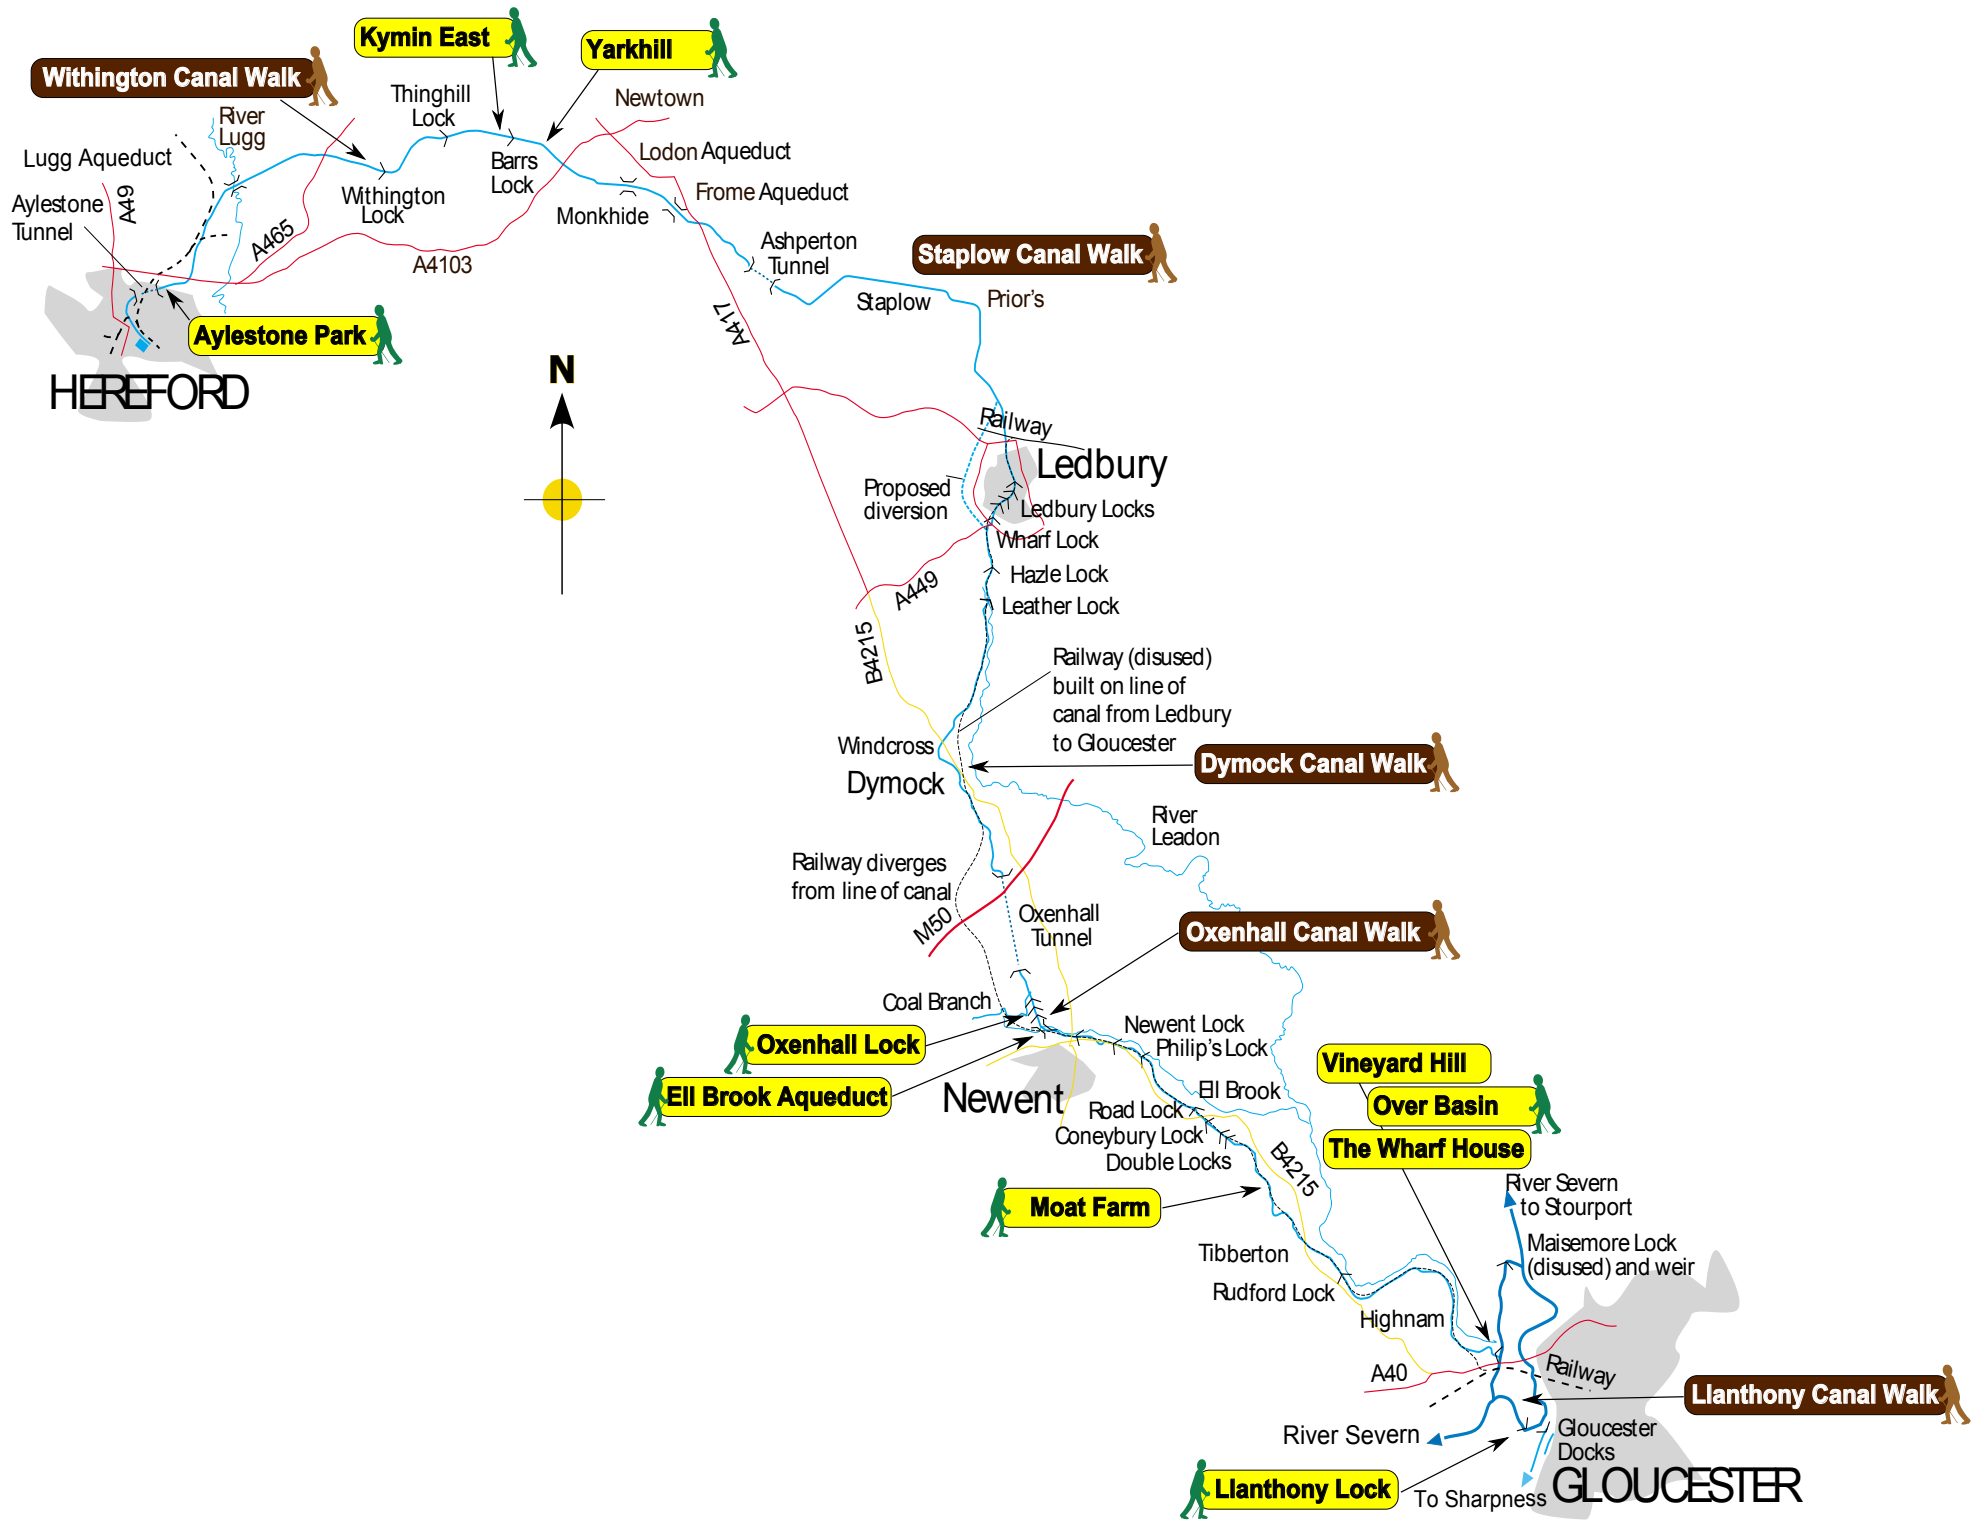 Kymin East
Yarkhill
Withington Canal Walk
Thinghill
Lock
Newtown
River
Lugg
Lugg Aqueduct
Barrs
Lock
Lodon Aqueduct
Frome Aqueduct
A49
Aylestone
Tunnel
Withington
Lock
Monkhide
A465
A4103
Ashperton
Tunnel
Staplow Canal Walk
Staplow
Prior's
Aylestone Park
HEREFORD
A417
N
Railway
Ledbury
Proposed
diversion
Ledbury Locks
Wharf Lock
Hazle Lock
A449
Leather Lock
B4215
Railway (disused)
built on line of
canal from Ledbury
to Gloucester
Windcross
Dymock
Dymock Canal Walk
River
Leadon
Railway diverges
from line of canal
M50
Oxenhall
Tunnel
Oxenhall Canal Walk
Coal Branch
Oxenhall Lock
Newent Lock
Philip's Lock
Ell Brook Aqueduct
Newent
Ell Brook
Road Lock
Coneybury Lock
Double Locks
B4215
Vineyard Hill
Over Basin
The Wharf House
Moat Farm
River Severn
to Stourport
Tibberton
Maisemore Lock
(disused) and weir
Rudford Lock
Highnam
A40
Railway
Llanthony Canal Walk
River Severn
Gloucester
Docks
Llanthony Lock
To Sharpness
GLOUCESTER